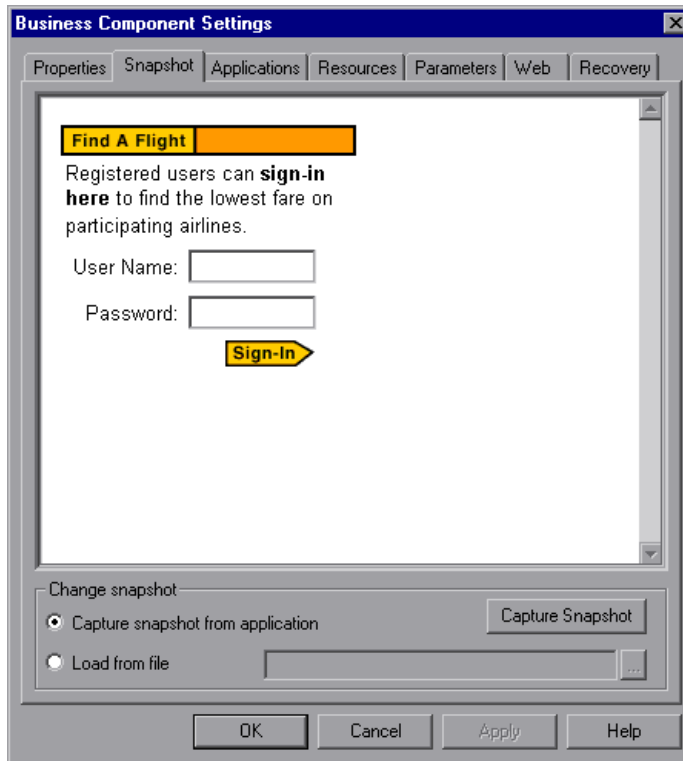 Business Component Settings
Properties Snapshot Applications Resources Parameters Web Recovery
Find A Flight
Registered users can sign-in
here to find the lowest fare on
participating airlines.
User Name:
Password:
Sign-In
Change snapshot
Capture snapshot from application
Capture Snapshot
Load from file
...
OK Cancel Apply Help